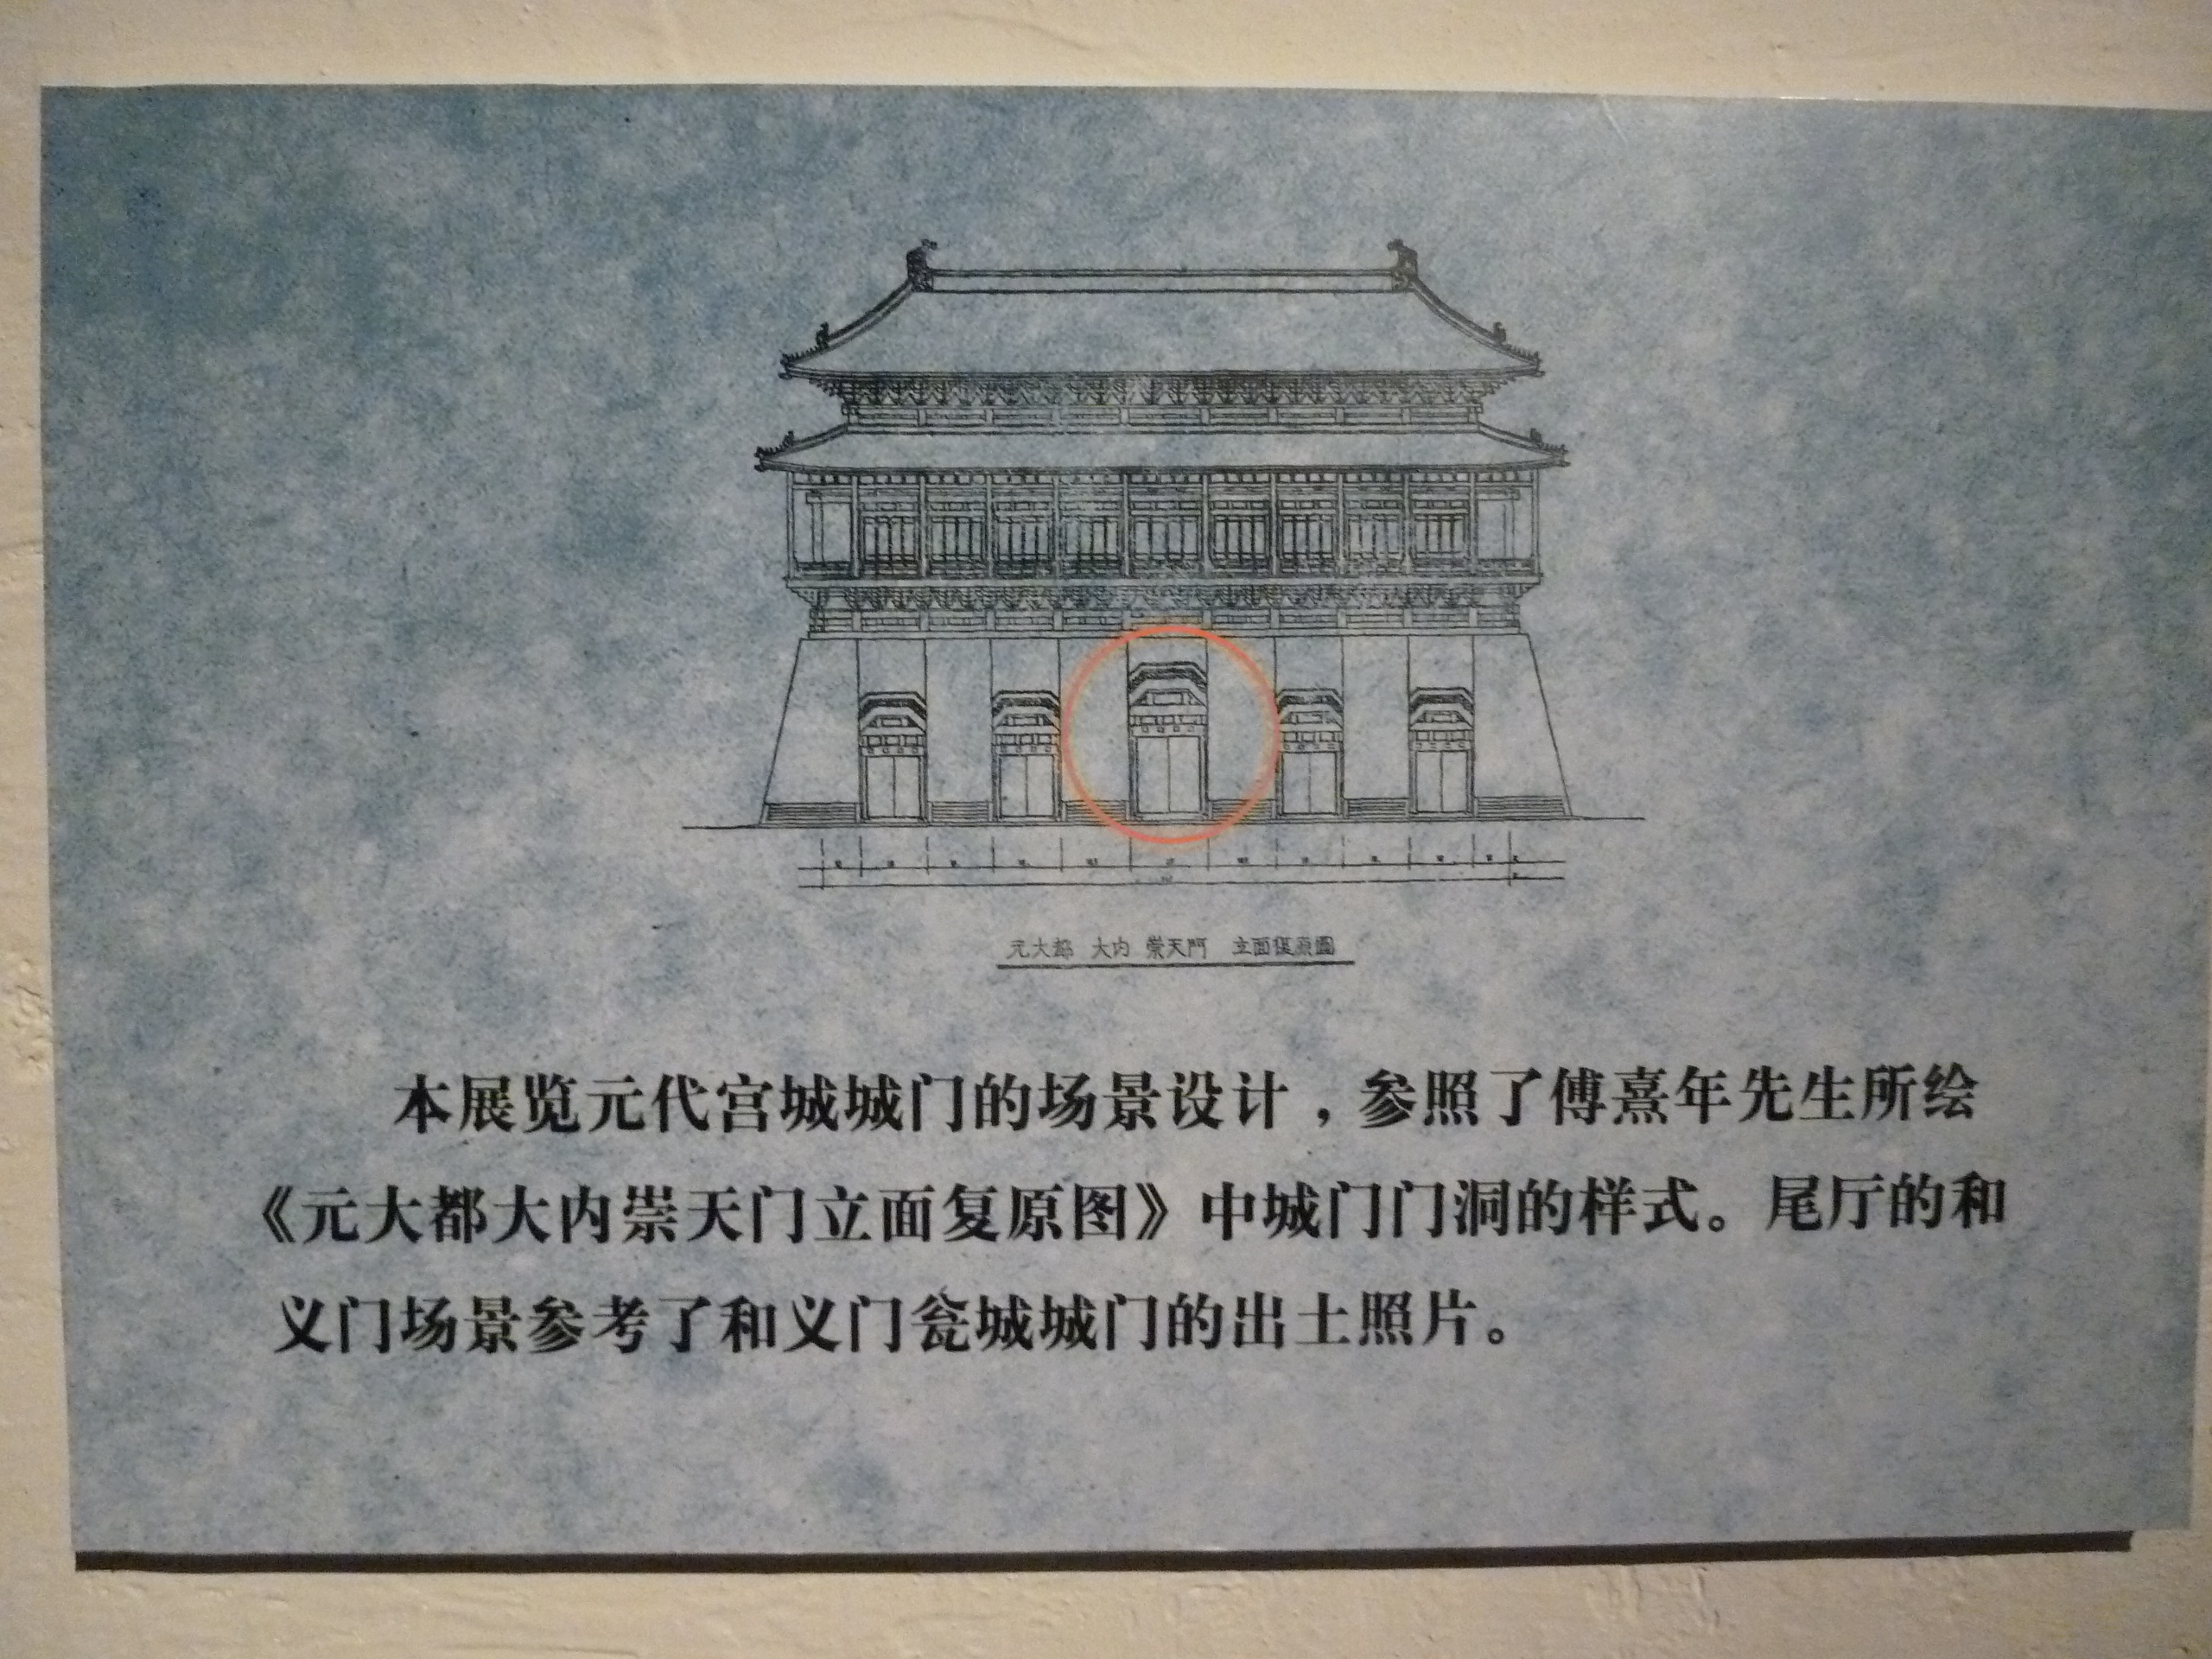 元大都 大内 崇天門 立面復原圖
本展览元代宫城城门的场景设计，参照了傅熹年先生所绘
《元大都大内崇天门立面复原图》中城门门洞的样式。尾厅的和
义门场景参考了和义门瓮城城门的出土照片。